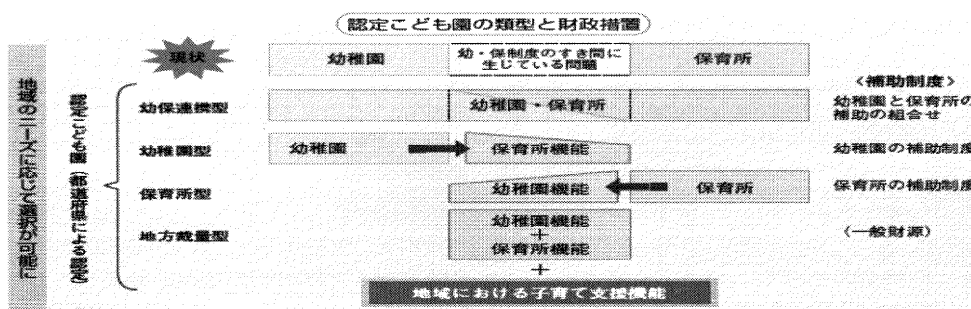 認定こども園の類型と財政措置
現状
幼稚園
幼・保制度のすき間に
生じている問題
保育所
地域のニーズに応じて選択が可能に
認定こども園(都道府県による認定)
〈補助制度〉
幼保連携型
幼稚園・保育所
幼稚園と保育所の
補助の組合せ
幼稚園型
幼稚園
保育所機能
幼稚園の補助制度
保育所型
幼稚園機能
保育所
保育所の補助制度
地方裁量型
幼稚園機能
+
保育所機能
(一般財源)
+
地域における子育て支援機能